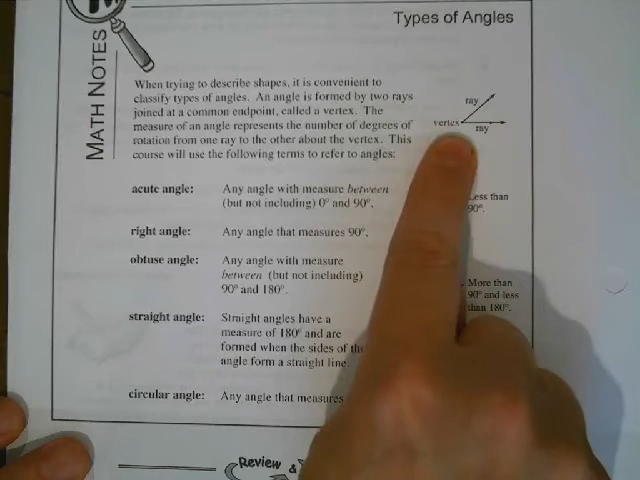 Types of Angles
MATH NOTES
When trying to describe shapes, it is convenient to
classify types of angles. An angle is formed by two rays
joined at a common endpoint, called a vertex. The
measure of an angle represents the number of degrees of
rotation from one ray to the other about the vertex. This
course will use the following terms to refer to angles:
ray
vertex
ray
acute angle: Any angle with measure between
(but not including) 0° and 90°.
Less than
90°.
right angle: Any angle that measures 90°.
obtuse angle: Any angle with measure
between (but not including)
90° and 180°.
More than
90° and less
than 180°.
straight angle: Straight angles have a
measure of 180° and are
formed when the sides of the
angle form a straight line.
circular angle: Any angle that measures
Review &